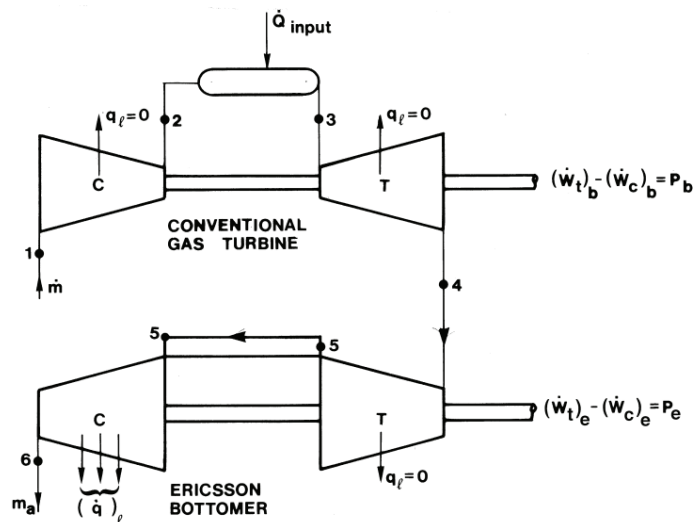 Q̇ input
q_ℓ=0
2
3
q_ℓ=0
C
T
(Ẇ_t)_b-(Ẇ_c)_b=P_b
CONVENTIONAL
GAS TURBINE
1
ṁ
4
5
5
C
T
(Ẇ_t)_e-(Ẇ_c)_e=P_e
6
q_ℓ=0
m_a
(q̇)_ℓ
ERICSSON
BOTTOMER